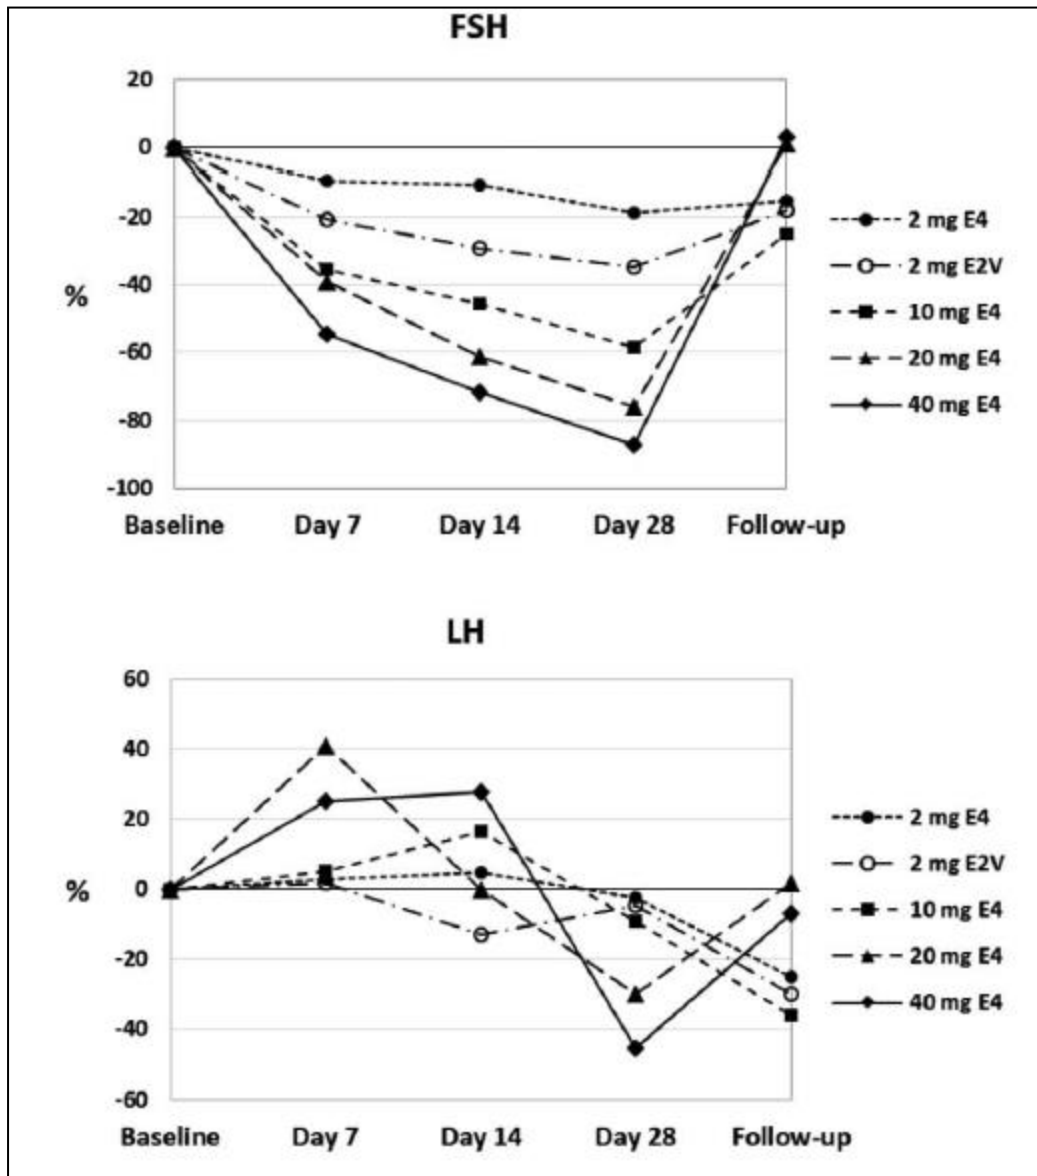 FSH
20
0
-20
-40
-60
-80
-100
%
Baseline Day 7 Day 14 Day 28 Follow-up
2 mg E4
2 mg E2V
10 mg E4
20 mg E4
40 mg E4
LH
60
40
20
0
-20
-40
-60
%
Baseline Day 7 Day 14 Day 28 Follow-up
2 mg E4
2 mg E2V
10 mg E4
20 mg E4
40 mg E4